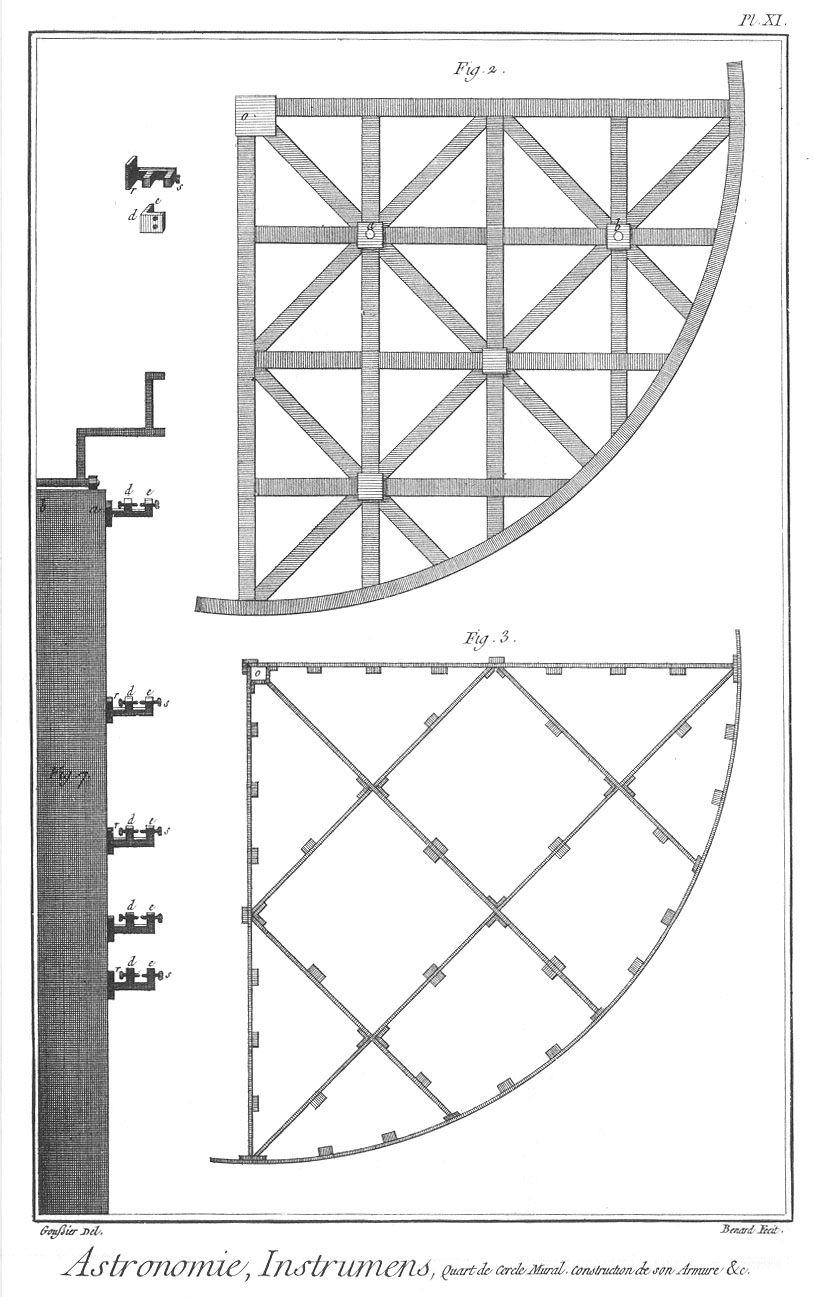 Pl. XI.
Fig. 2.
o
r s
e
d
a b
d e
b a
Fig. 3.
o
r d e s
Fig. 7.
r d e s
d e
r d e s
Goussier Del.
Benard Fecit.
Astronomie, Instrumens, Quart de Cercle Mural. Construction de son Armure &c.